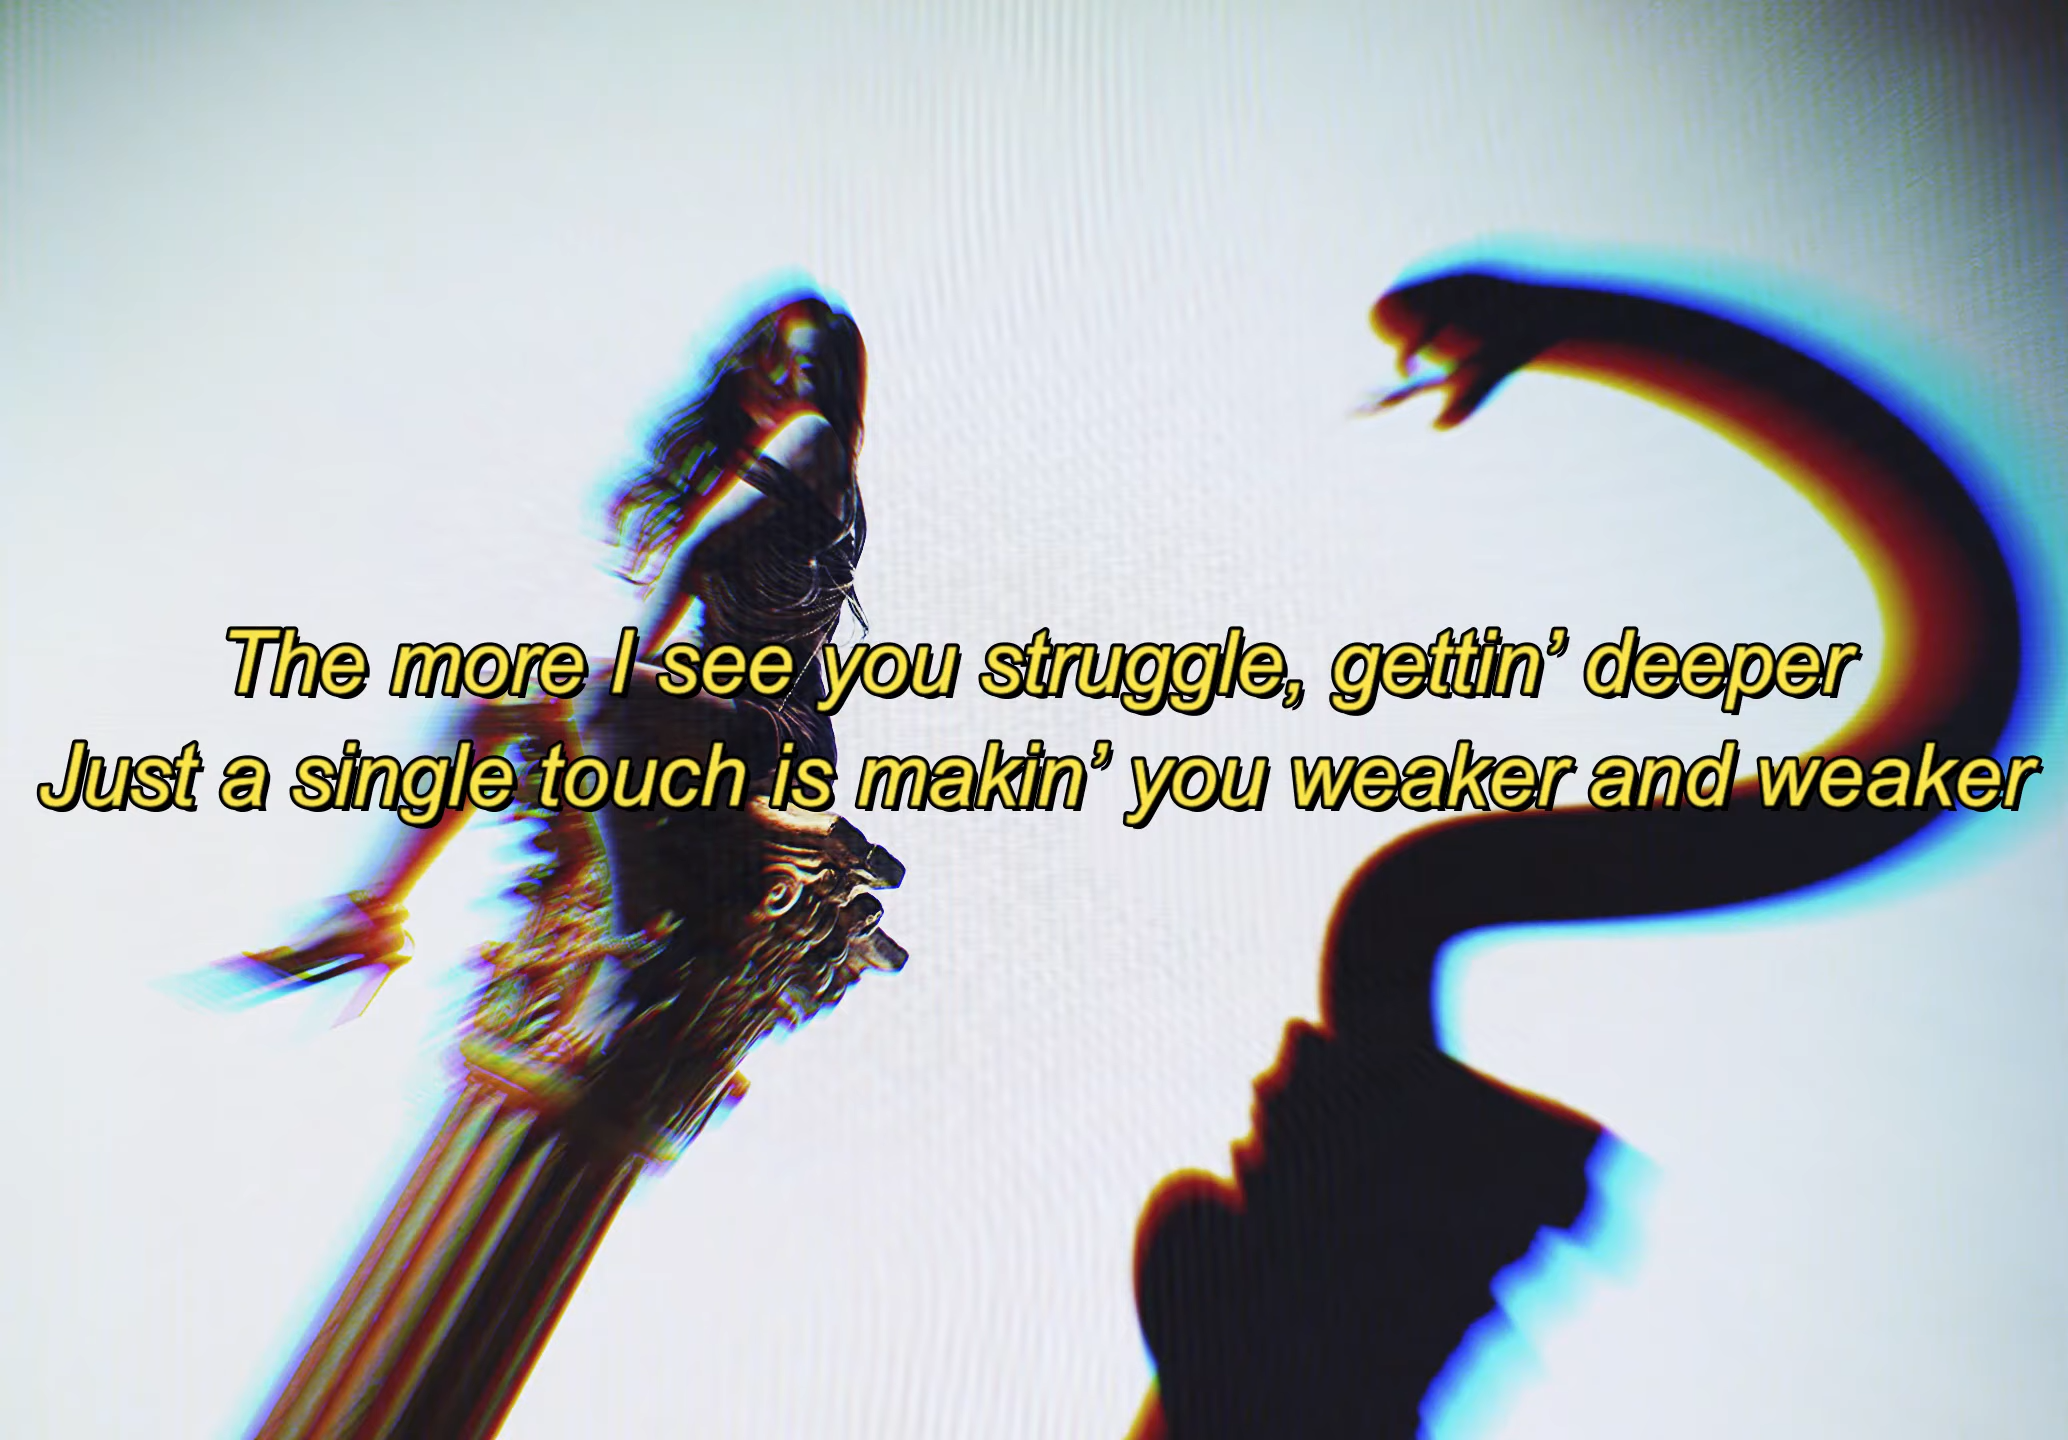 The more I see you struggle, gettin’ deeper
Just a single touch is makin’ you weaker and weaker